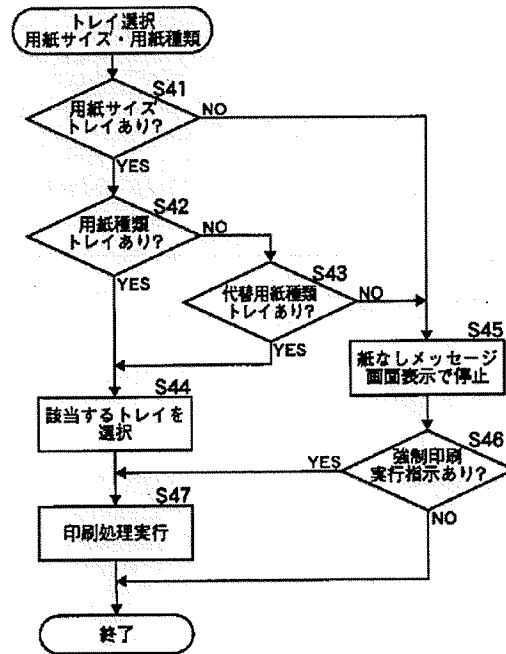 トレイ選択
用紙サイズ・用紙種類
S41
用紙サイズ
トレイあり?
NO
YES
S42
用紙種類
トレイあり?
NO
YES
S43
代替用紙種類
トレイあり?
NO
YES
S45
紙なしメッセージ
画面表示で停止
S44
該当するトレイを
選択
S46
強制印刷
実行指示あり?
YES
NO
S47
印刷処理実行
終了